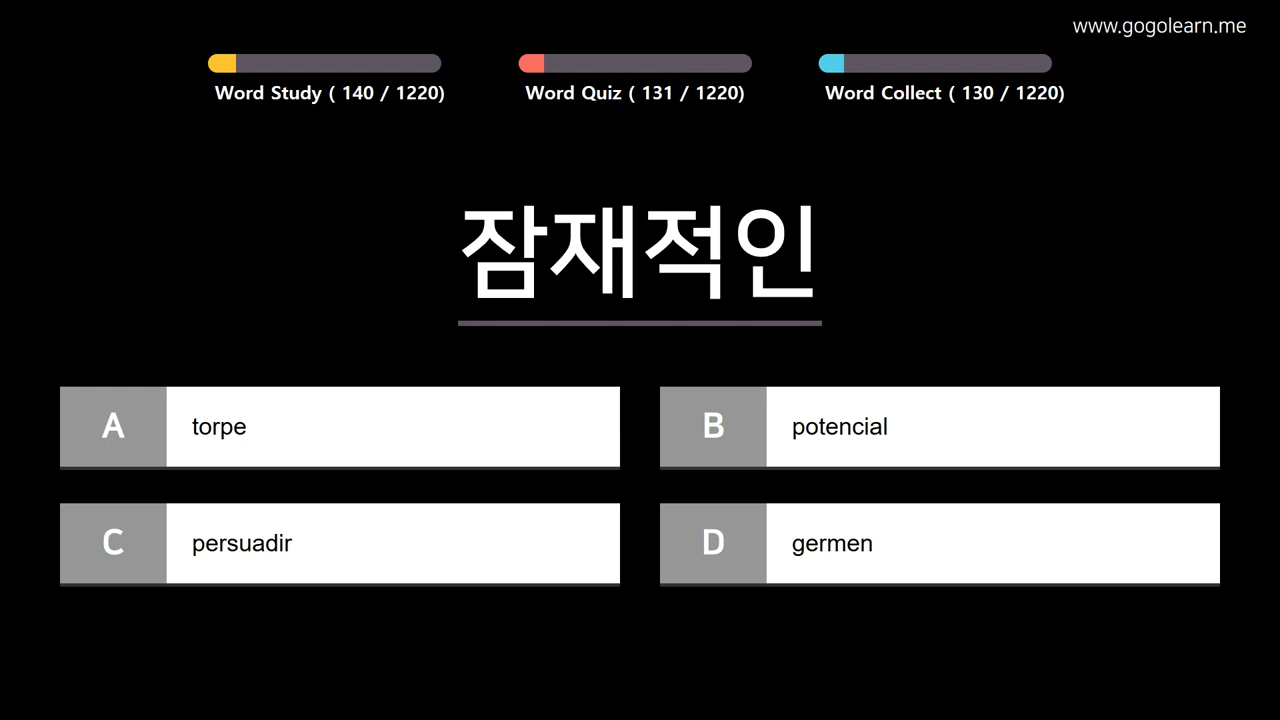 www.gogolearn.me
Word Study ( 140 / 1220)
Word Quiz ( 131 / 1220)
Word Collect ( 130 / 1220)
잠재적인
A torpe
B potencial
C persuadir
D germen